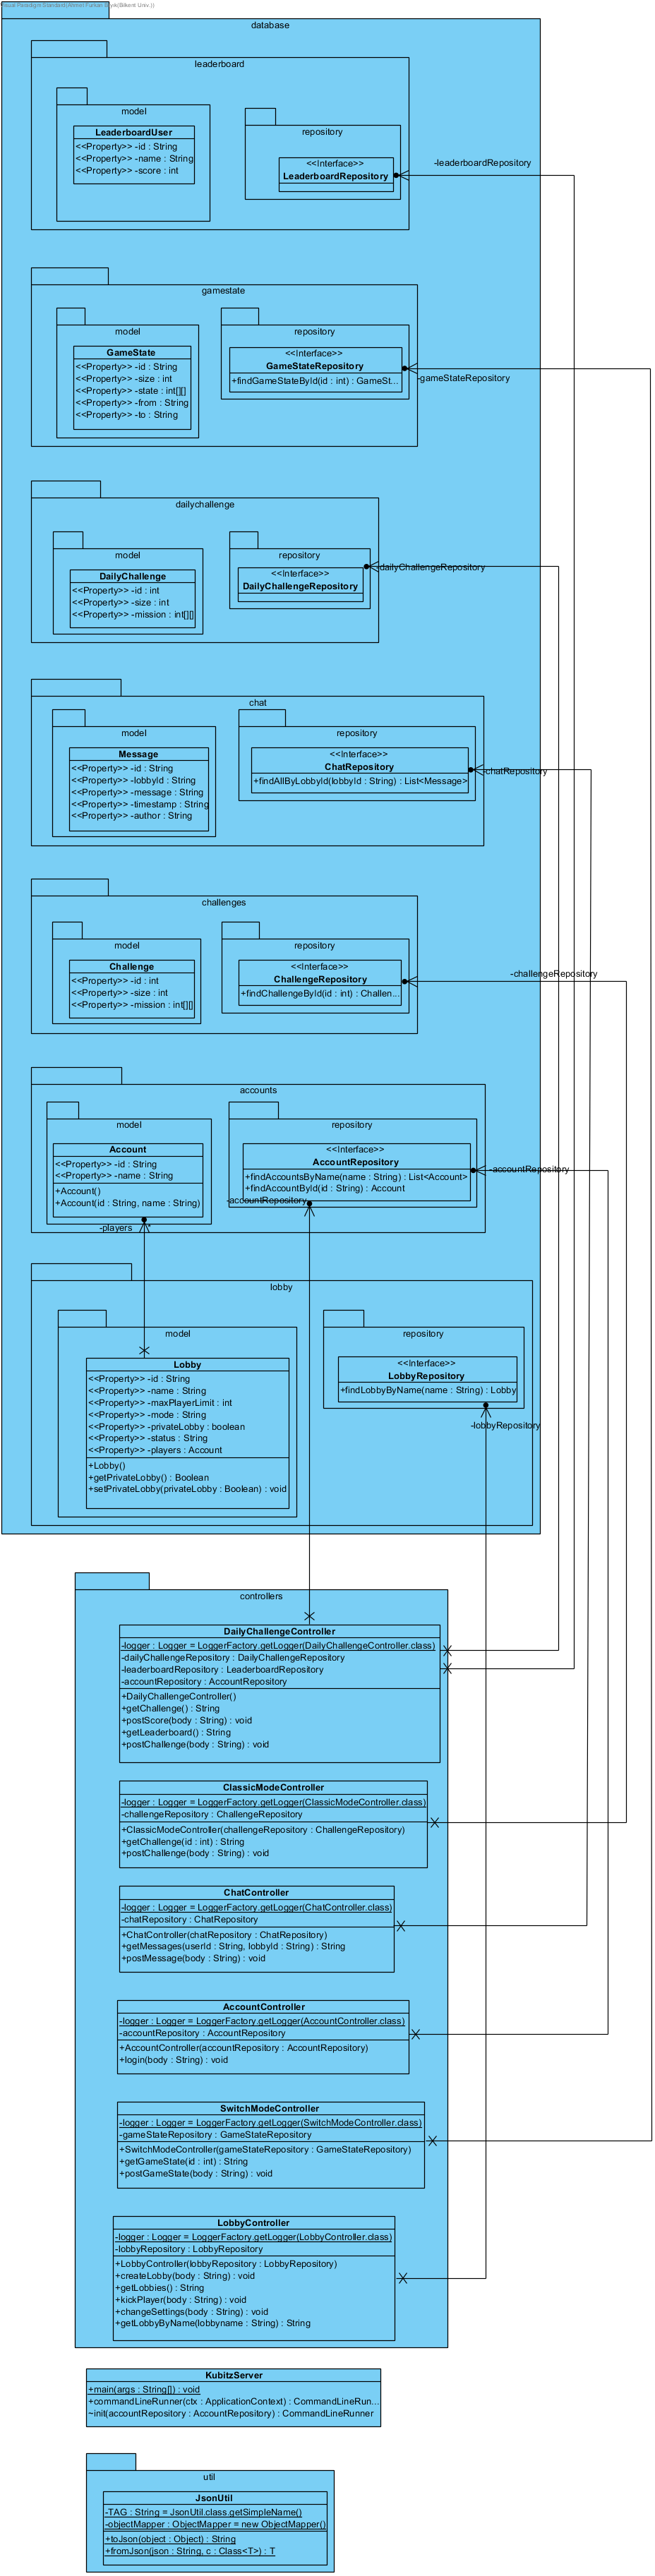 database
leaderboard
model
LeaderboardUser
<<Property>> -id : String
<<Property>> -name : String
<<Property>> -score : int
repository
<<Interface>>
LeaderboardRepository
-leaderboardRepository
gamestate
model
GameState
<<Property>> -id : String
<<Property>> -size : int
<<Property>> -state : int[][]
<<Property>> -from : String
<<Property>> -to : String
repository
<<Interface>>
GameStateRepository
+findGameStateById(id : int) : GameSt...
-gameStateRepository
dailychallenge
model
DailyChallenge
<<Property>> -id : int
<<Property>> -size : int
<<Property>> -mission : int[][]
repository
<<Interface>>
DailyChallengeRepository
-dailyChallengeRepository
chat
model
Message
<<Property>> -id : String
<<Property>> -lobbyId : String
<<Property>> -message : String
<<Property>> -timestamp : String
<<Property>> -author : String
repository
<<Interface>>
ChatRepository
+findAllByLobbyId(lobbyId : String) : List<Message>
-chatRepository
challenges
model
Challenge
<<Property>> -id : int
<<Property>> -size : int
<<Property>> -mission : int[][]
repository
<<Interface>>
ChallengeRepository
+findChallengeById(id : int) : Challen...
-challengeRepository
accounts
model
Account
<<Property>> -id : String
<<Property>> -name : String
+Account()
+Account(id : String, name : String)
repository
<<Interface>>
AccountRepository
+findAccountsByName(name : String) : List<Account>
+findAccountById(id : String) : Account
-accountRepository
-accountRepository
-players
*
lobby
model
Lobby
<<Property>> -id : String
<<Property>> -name : String
<<Property>> -maxPlayerLimit : int
<<Property>> -mode : String
<<Property>> -privateLobby : boolean
<<Property>> -status : String
<<Property>> -players : Account
+Lobby()
+getPrivateLobby() : Boolean
+setPrivateLobby(privateLobby : Boolean) : void
repository
<<Interface>>
LobbyRepository
+findLobbyByName(name : String) : Lobby
-lobbyRepository
controllers
DailyChallengeController
-logger : Logger = LoggerFactory.getLogger(DailyChallengeController.class)
-dailyChallengeRepository : DailyChallengeRepository
-leaderboardRepository : LeaderboardRepository
-accountRepository : AccountRepository
+DailyChallengeController()
+getChallenge() : String
+postScore(body : String) : void
+getLeaderboard() : String
+postChallenge(body : String) : void
ClassicModeController
-logger : Logger = LoggerFactory.getLogger(ClassicModeController.class)
-challengeRepository : ChallengeRepository
+ClassicModeController(challengeRepository : ChallengeRepository)
+getChallenge(id : int) : String
+postChallenge(body : String) : void
ChatController
-logger : Logger = LoggerFactory.getLogger(ChatController.class)
-chatRepository : ChatRepository
+ChatController(chatRepository : ChatRepository)
+getMessages(userId : String, lobbyId : String) : String
+postMessage(body : String) : void
AccountController
-logger : Logger = LoggerFactory.getLogger(AccountController.class)
-accountRepository : AccountRepository
+AccountController(accountRepository : AccountRepository)
+login(body : String) : void
SwitchModeController
-logger : Logger = LoggerFactory.getLogger(SwitchModeController.class)
-gameStateRepository : GameStateRepository
+SwitchModeController(gameStateRepository : GameStateRepository)
+getGameState(id : int) : String
+postGameState(body : String) : void
LobbyController
-logger : Logger = LoggerFactory.getLogger(LobbyController.class)
-lobbyRepository : LobbyRepository
+LobbyController(lobbyRepository : LobbyRepository)
+createLobby(body : String) : void
+getLobbies() : String
+kickPlayer(body : String) : void
+changeSettings(body : String) : void
+getLobbyByName(lobbyname : String) : String
KubitzServer
+main(args : String[]) : void
+commandLineRunner(ctx : ApplicationContext) : CommandLineRun...
~init(accountRepository : AccountRepository) : CommandLineRunner
util
JsonUtil
-TAG : String = JsonUtil.class.getSimpleName()
-objectMapper : ObjectMapper = new ObjectMapper()
+toJson(object : Object) : String
+fromJson(json : String, c : Class<T>) : T